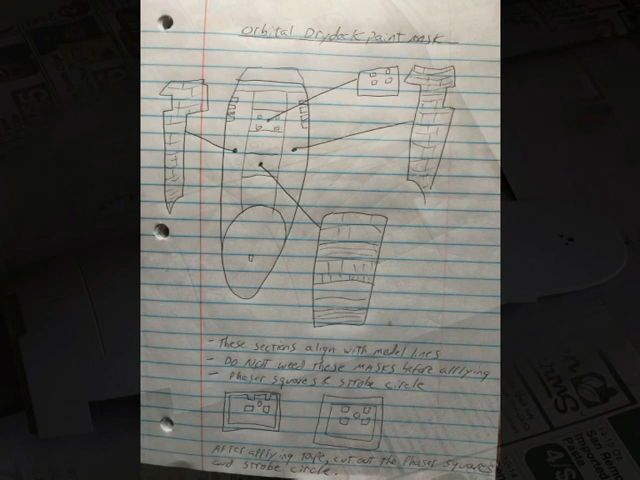 Orbital Drydock paint mask
- These sections align with model lines
- DO NOT weed these MASKS before applying
- Phaser squares & strobe circle
After applying tape, cut out the Phaser squares
and strobe circle.